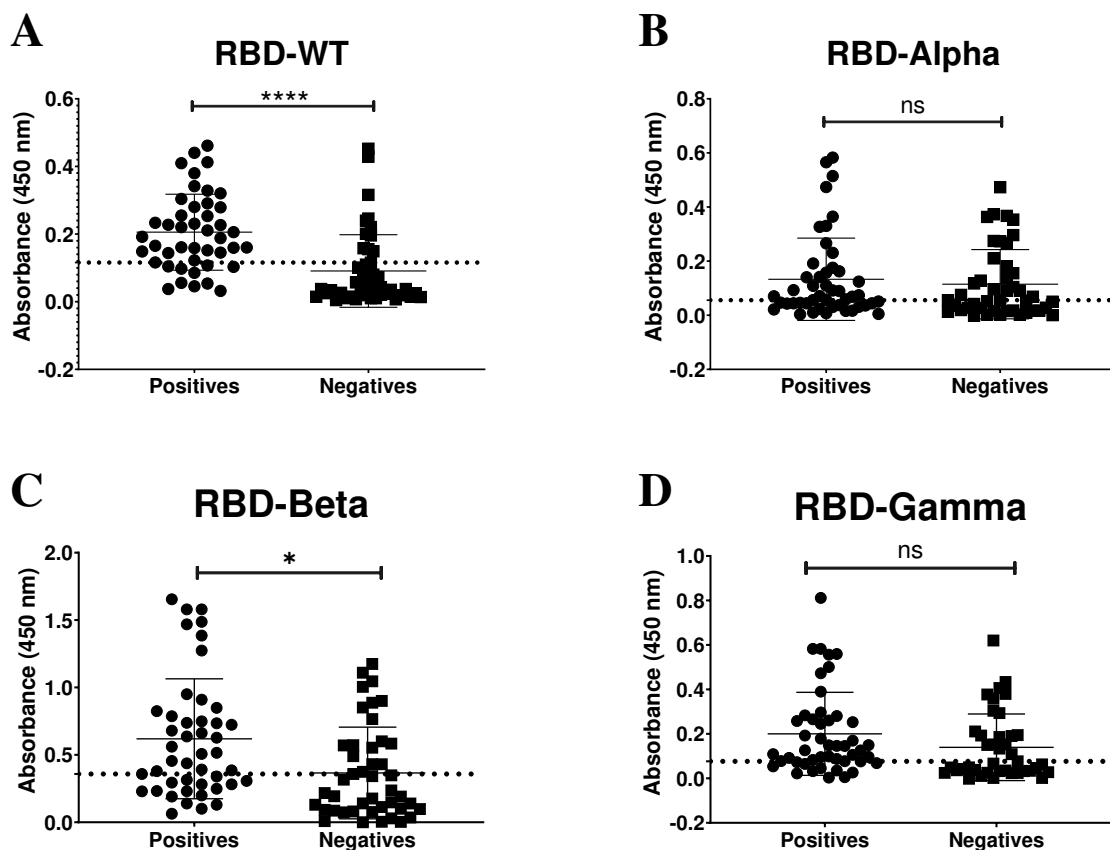 A
RBD-WT
Absorbance (450 nm)
0.6
0.4
0.2
0.0
-0.2
****
Positives
Negatives
B
RBD-Alpha
Absorbance (450 nm)
0.8
0.6
0.4
0.2
0.0
-0.2
ns
Positives
Negatives
C
RBD-Beta
Absorbance (450 nm)
2.0
1.5
1.0
0.5
0.0
*
Positives
Negatives
D
RBD-Gamma
Absorbance (450 nm)
1.0
0.8
0.6
0.4
0.2
0.0
-0.2
ns
Positives
Negatives